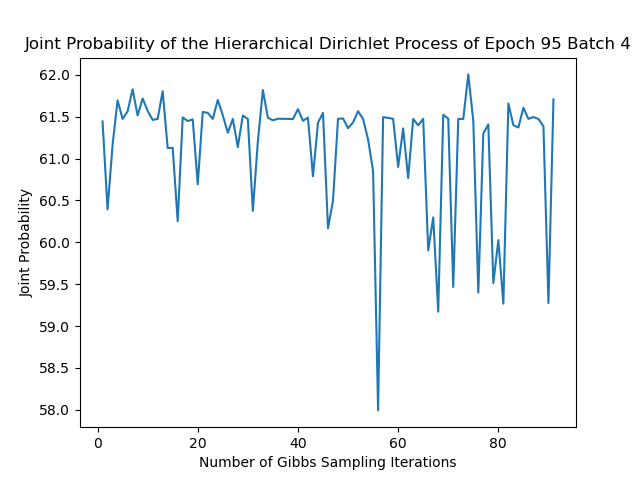 Joint Probability of the Hierarchical Dirichlet Process of Epoch 95 Batch 4
62.0
61.5
61.0
60.5
60.0
59.5
59.0
58.5
58.0
Joint Probability
0 20 40 60 80
Number of Gibbs Sampling Iterations